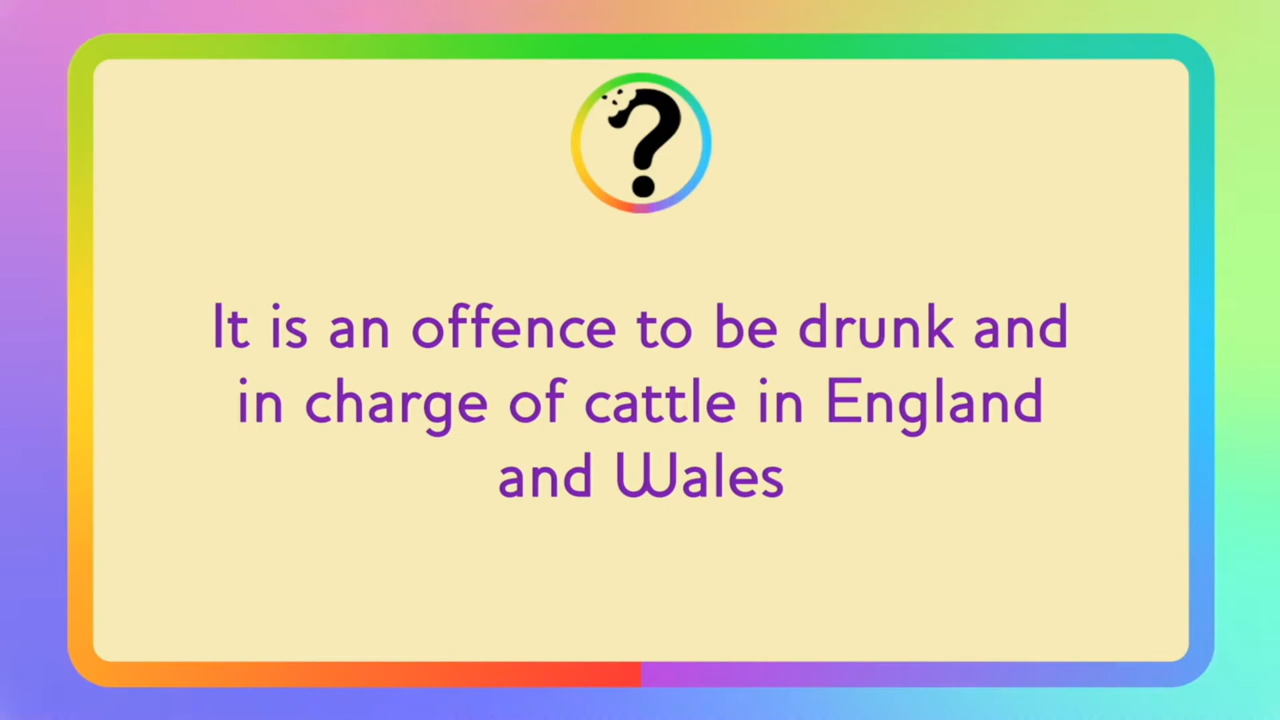 It is an offence to be drunk and
in charge of cattle in England
and Wales